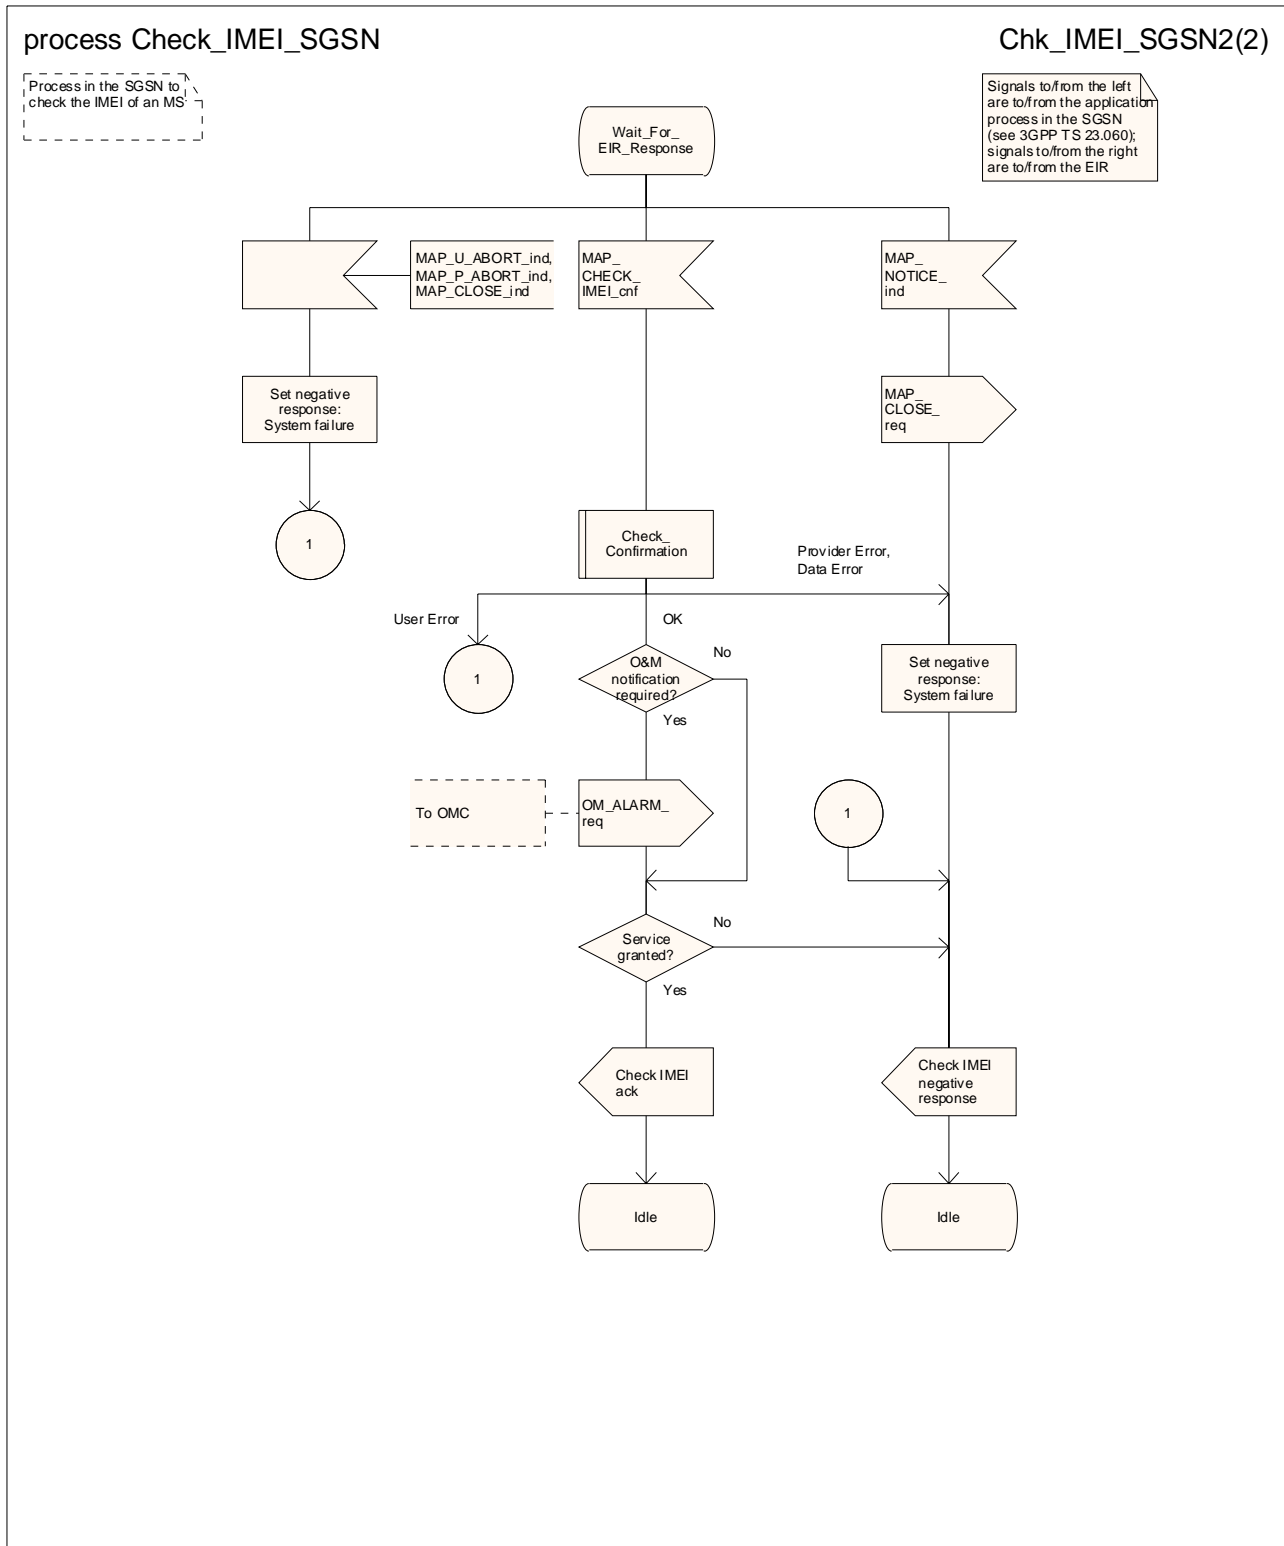 process Check_IMEI_SGSN
Chk_IMEI_SGSN2(2)
Process in the SGSN to
check the IMEI of an MS
Signals to/from the left
are to/from the application
process in the SGSN
(see 3GPP TS 23.060);
signals to/from the right
are to/from the EIR
Wait_For_
EIR_Response
MAP_U_ABORT_ind,
MAP_P_ABORT_ind,
MAP_CLOSE_ind
MAP_
CHECK_
IMEI_cnf
MAP_
NOTICE_
ind
Set negative
response:
System failure
MAP_
CLOSE_
req
1
Check_
Confirmation
Provider Error,
Data Error
User Error
OK
1
O&M
notification
required?
No
Yes
Set negative
response:
System failure
To OMC
OM_ALARM_
req
1
Service
granted?
No
Yes
Check IMEI
ack
Check IMEI
negative
response
Idle
Idle